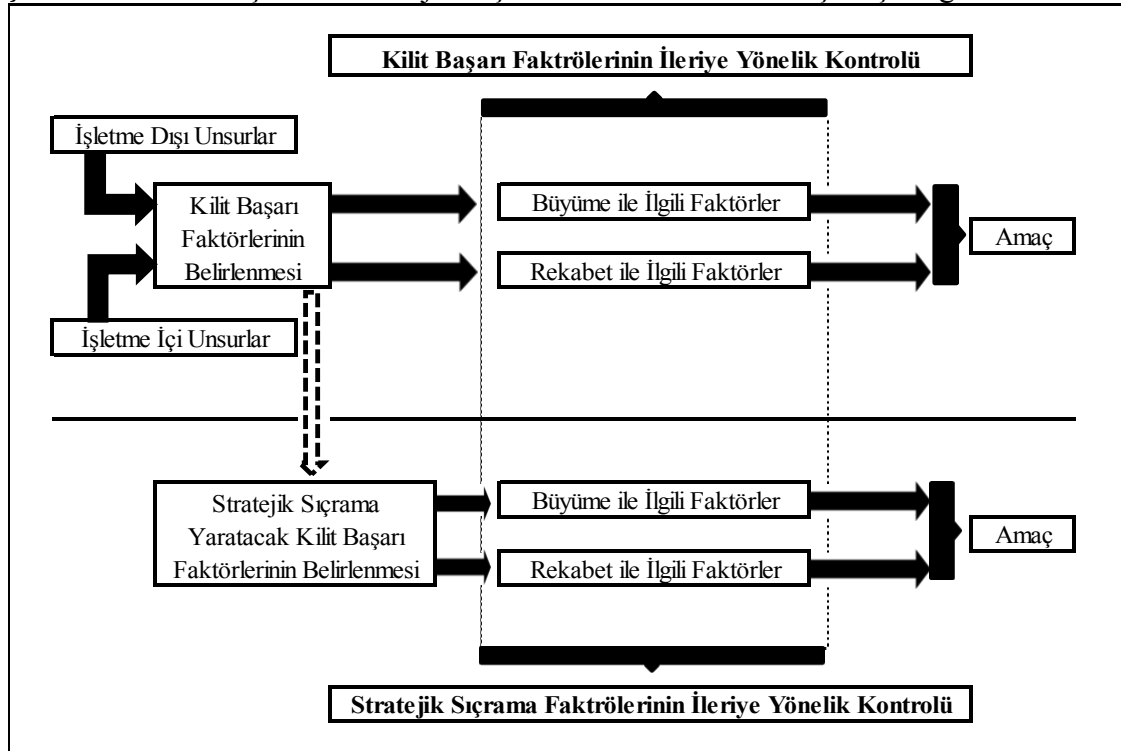 Kilit Başarı Faktrölerinin İleriye Yönelik Kontrolü
İşletme Dışı Unsurlar
Kilit Başarı
Faktörlerinin
Belirlenmesi
İşletme İçi Unsurlar
Büyüme ile İlgili Faktörler
Rekabet ile İlgili Faktörler
Amaç
Stratejik Sıçrama
Yaratacak Kilit Başarı
Faktörlerinin Belirlenmesi
Büyüme ile İlgili Faktörler
Rekabet ile İlgili Faktörler
Amaç
Stratejik Sıçrama Faktrölerinin İleriye Yönelik Kontrolü